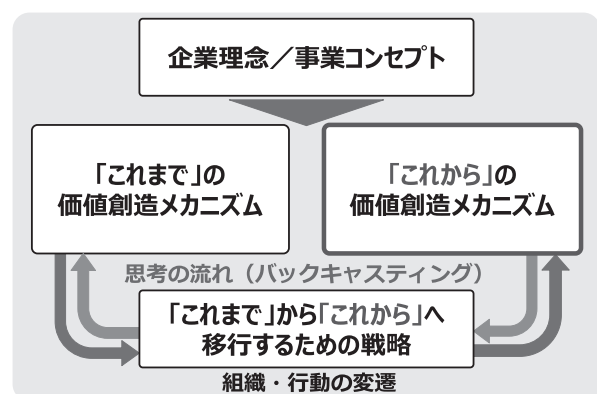 企業理念／事業コンセプト
「これまで」の
価値創造メカニズム
「これから」の
価値創造メカニズム
思考の流れ（バックキャスティング）
「これまで」から「これから」へ
移行するための戦略
組織・行動の変遷